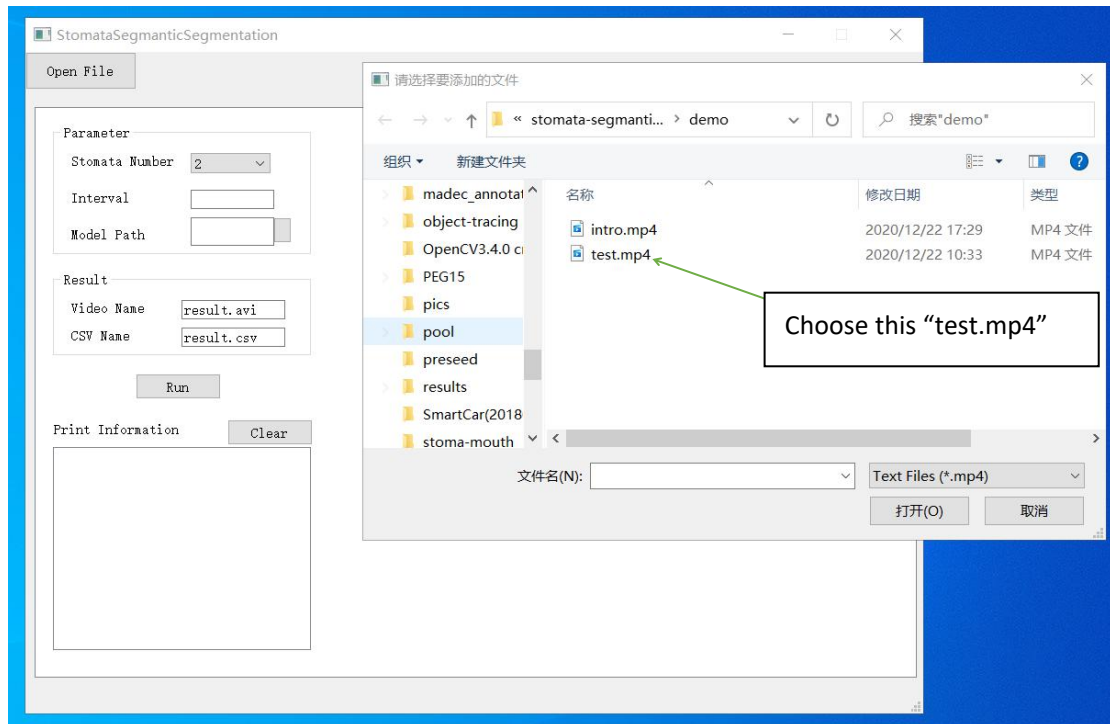 StomataSegmanticSegmentation
Open File
Parameter
Stomata Number 2
Interval
Model Path
Result
Video Name result.avi
CSV Name result.csv
Run
Print Information Clear
请选择要添加的文件
« stomata-segmanti... > demo
搜索"demo"
组织 新建文件夹
madec_annotat
object-tracing
OpenCV3.4.0 c
PEG15
pics
pool
preseed
results
SmartCar(2018
stoma-mouth
名称 修改日期 类型
intro.mp4 2020/12/22 17:29 MP4 文件
test.mp4 2020/12/22 10:33 MP4 文件
Choose this “test.mp4”
文件名(N): Text Files (*.mp4)
打开(O) 取消